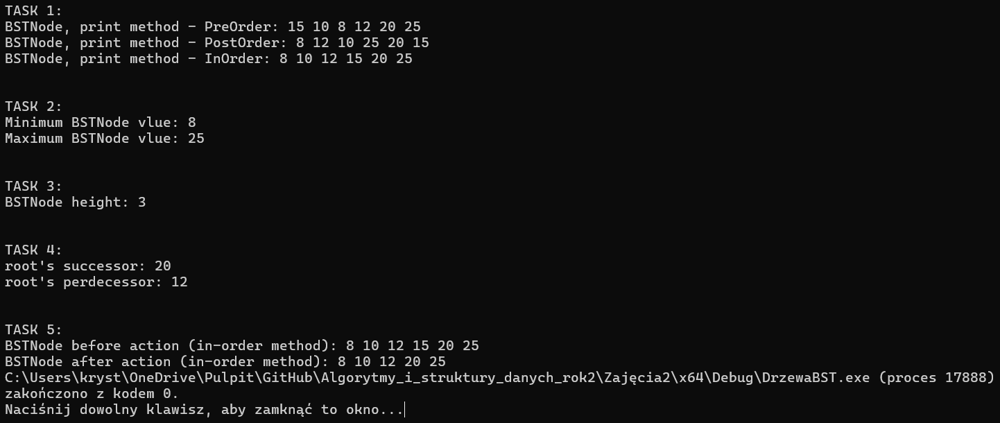 TASK 1:
BSTNode, print method - PreOrder: 15 10 8 12 20 25
BSTNode, print method - PostOrder: 8 12 10 25 20 15
BSTNode, print method - InOrder: 8 10 12 15 20 25
TASK 2:
Minimum BSTNode vlue: 8
Maximum BSTNode vlue: 25
TASK 3:
BSTNode height: 3
TASK 4:
root's successor: 20
root's perdecessor: 12
TASK 5:
BSTNode before action (in-order method): 8 10 12 15 20 25
BSTNode after action (in-order method): 8 10 12 20 25
C:\Users\kryst\OneDrive\Pulpit\GitHub\Algorytmy_i_struktury_danych_rok2\Zajęcia2\x64\Debug\DrzewaBST.exe (proces 17888)
zakończono z kodem 0.
Naciśnij dowolny klawisz, aby zamknąć to okno...